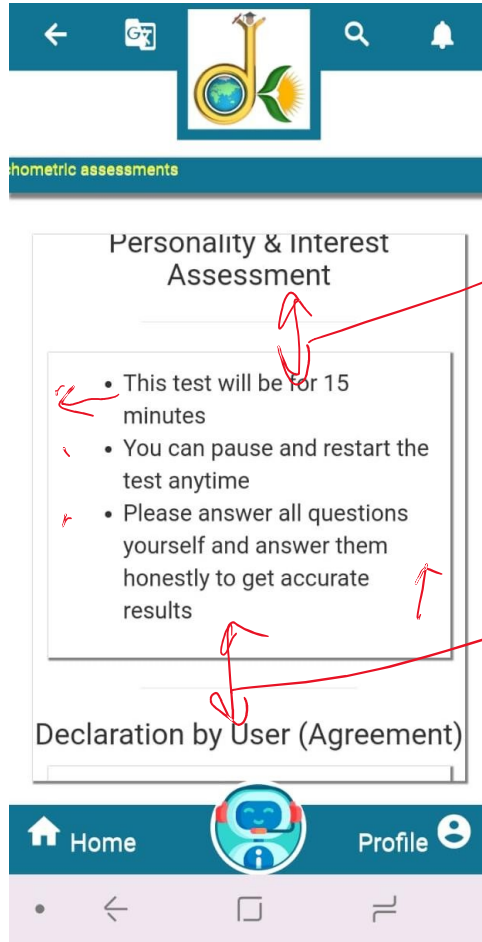 chometric assessments
Personality & Interest
Assessment
• This test will be for 15
minutes
• You can pause and restart the
test anytime
• Please answer all questions
yourself and answer them
honestly to get accurate
results
Declaration by User (Agreement)
Home
Profile